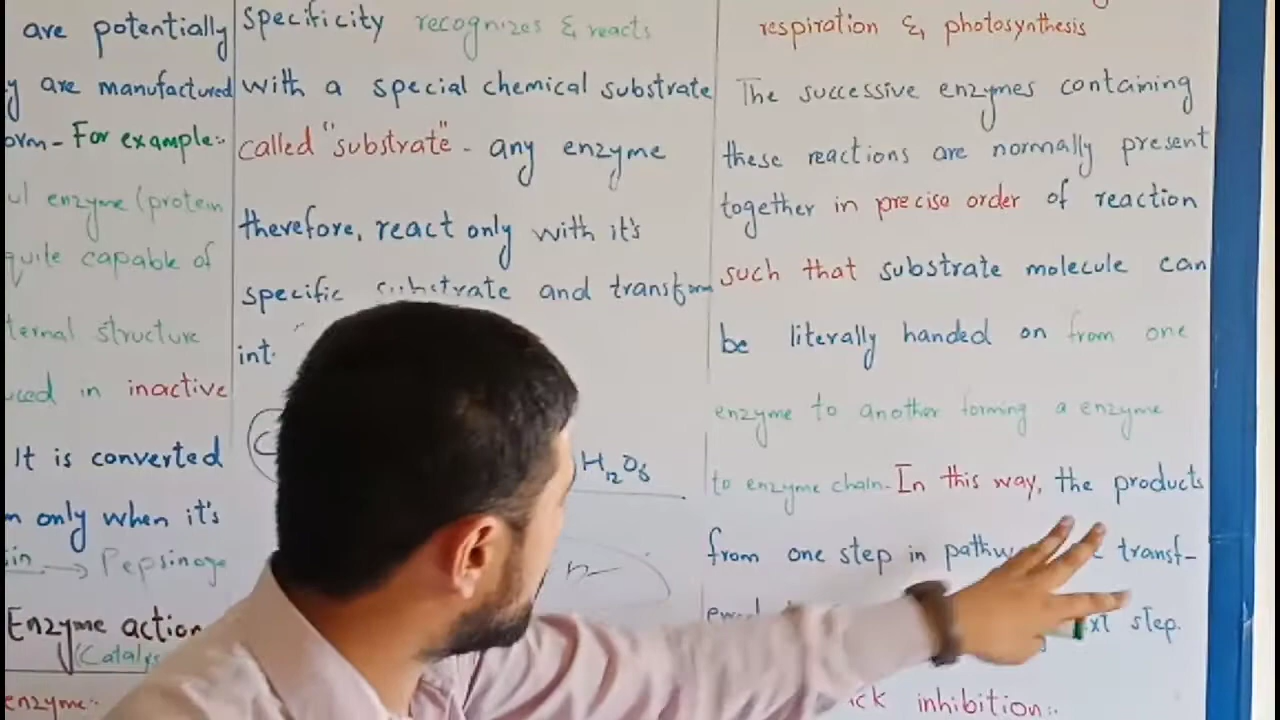 are potentially
y are manufactured
orm - For example:-
ul enzyme (protein
quite capable of
ternal structure
uced in inactive
It is converted
n only when it's
in → Pepsinoge
Enzyme action
(Cataly
enzyme:-
specificity recognizes & reacts
with a special chemical substrate
called "substrate" - any enzyme
therefore, react only with it's
specific substrate and transform
int
H12O6
respiration & photosynthesis
The successive enzymes containing
these reactions are normally present
together in precise order of reaction
such that substrate molecule can
be literally handed on from one
enzyme to another forming a enzyme
to enzyme chain. In this way, the products
from one step in pathw transf-
xt step.
ck inhibition:-